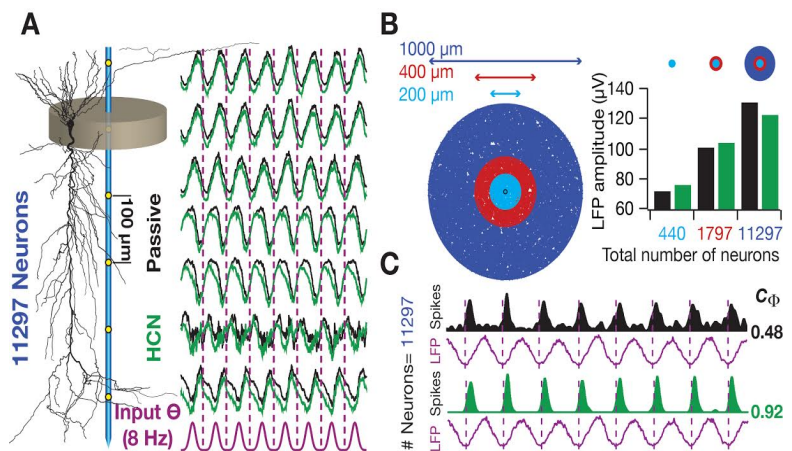 A
11297 Neurons
100 µm
Passive
HCN
Input Θ
(8 Hz)
B
1000 µm
400 µm
200 µm
LFP amplitude (µV)
140
120
100
80
60
440 1797 11297
Total number of neurons
C
# Neurons= 11297
Spikes
LFP
Spikes
LFP
CΦ
0.48
0.92